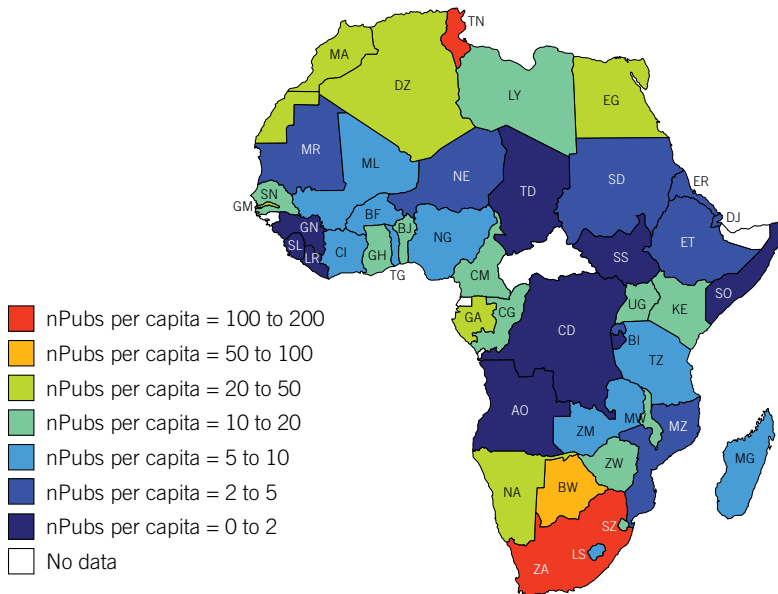 TN
MA
DZ
LY
EG
MR
ML
NE
TD
SD
ER
SN
GM
BF
BJ
DJ
GN
NG
ET
SL
CI
GH
SS
LR
TG
CM
SO
UG
KE
GA
CG
CD
BI
TZ
AO
MW
MZ
ZM
MG
ZW
NA
BW
SZ
LS
ZA
nPubs per capita = 100 to 200
nPubs per capita = 50 to 100
nPubs per capita = 20 to 50
nPubs per capita = 10 to 20
nPubs per capita = 5 to 10
nPubs per capita = 2 to 5
nPubs per capita = 0 to 2
No data